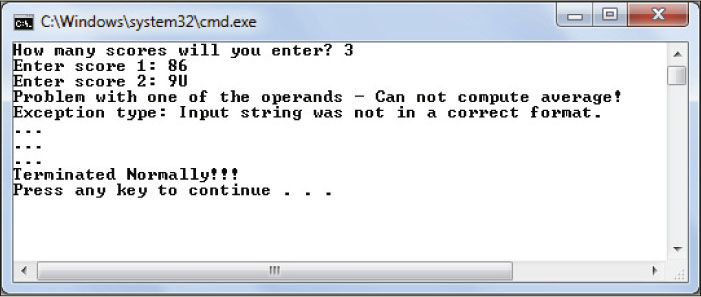 C:\Windows\system32\cmd.exe
How many scores will you enter? 3
Enter score 1: 86
Enter score 2: 9U
Problem with one of the operands - Can not compute average!
Exception type: Input string was not in a correct format.
...
...
...
Terminated Normally!!!
Press any key to continue . . .